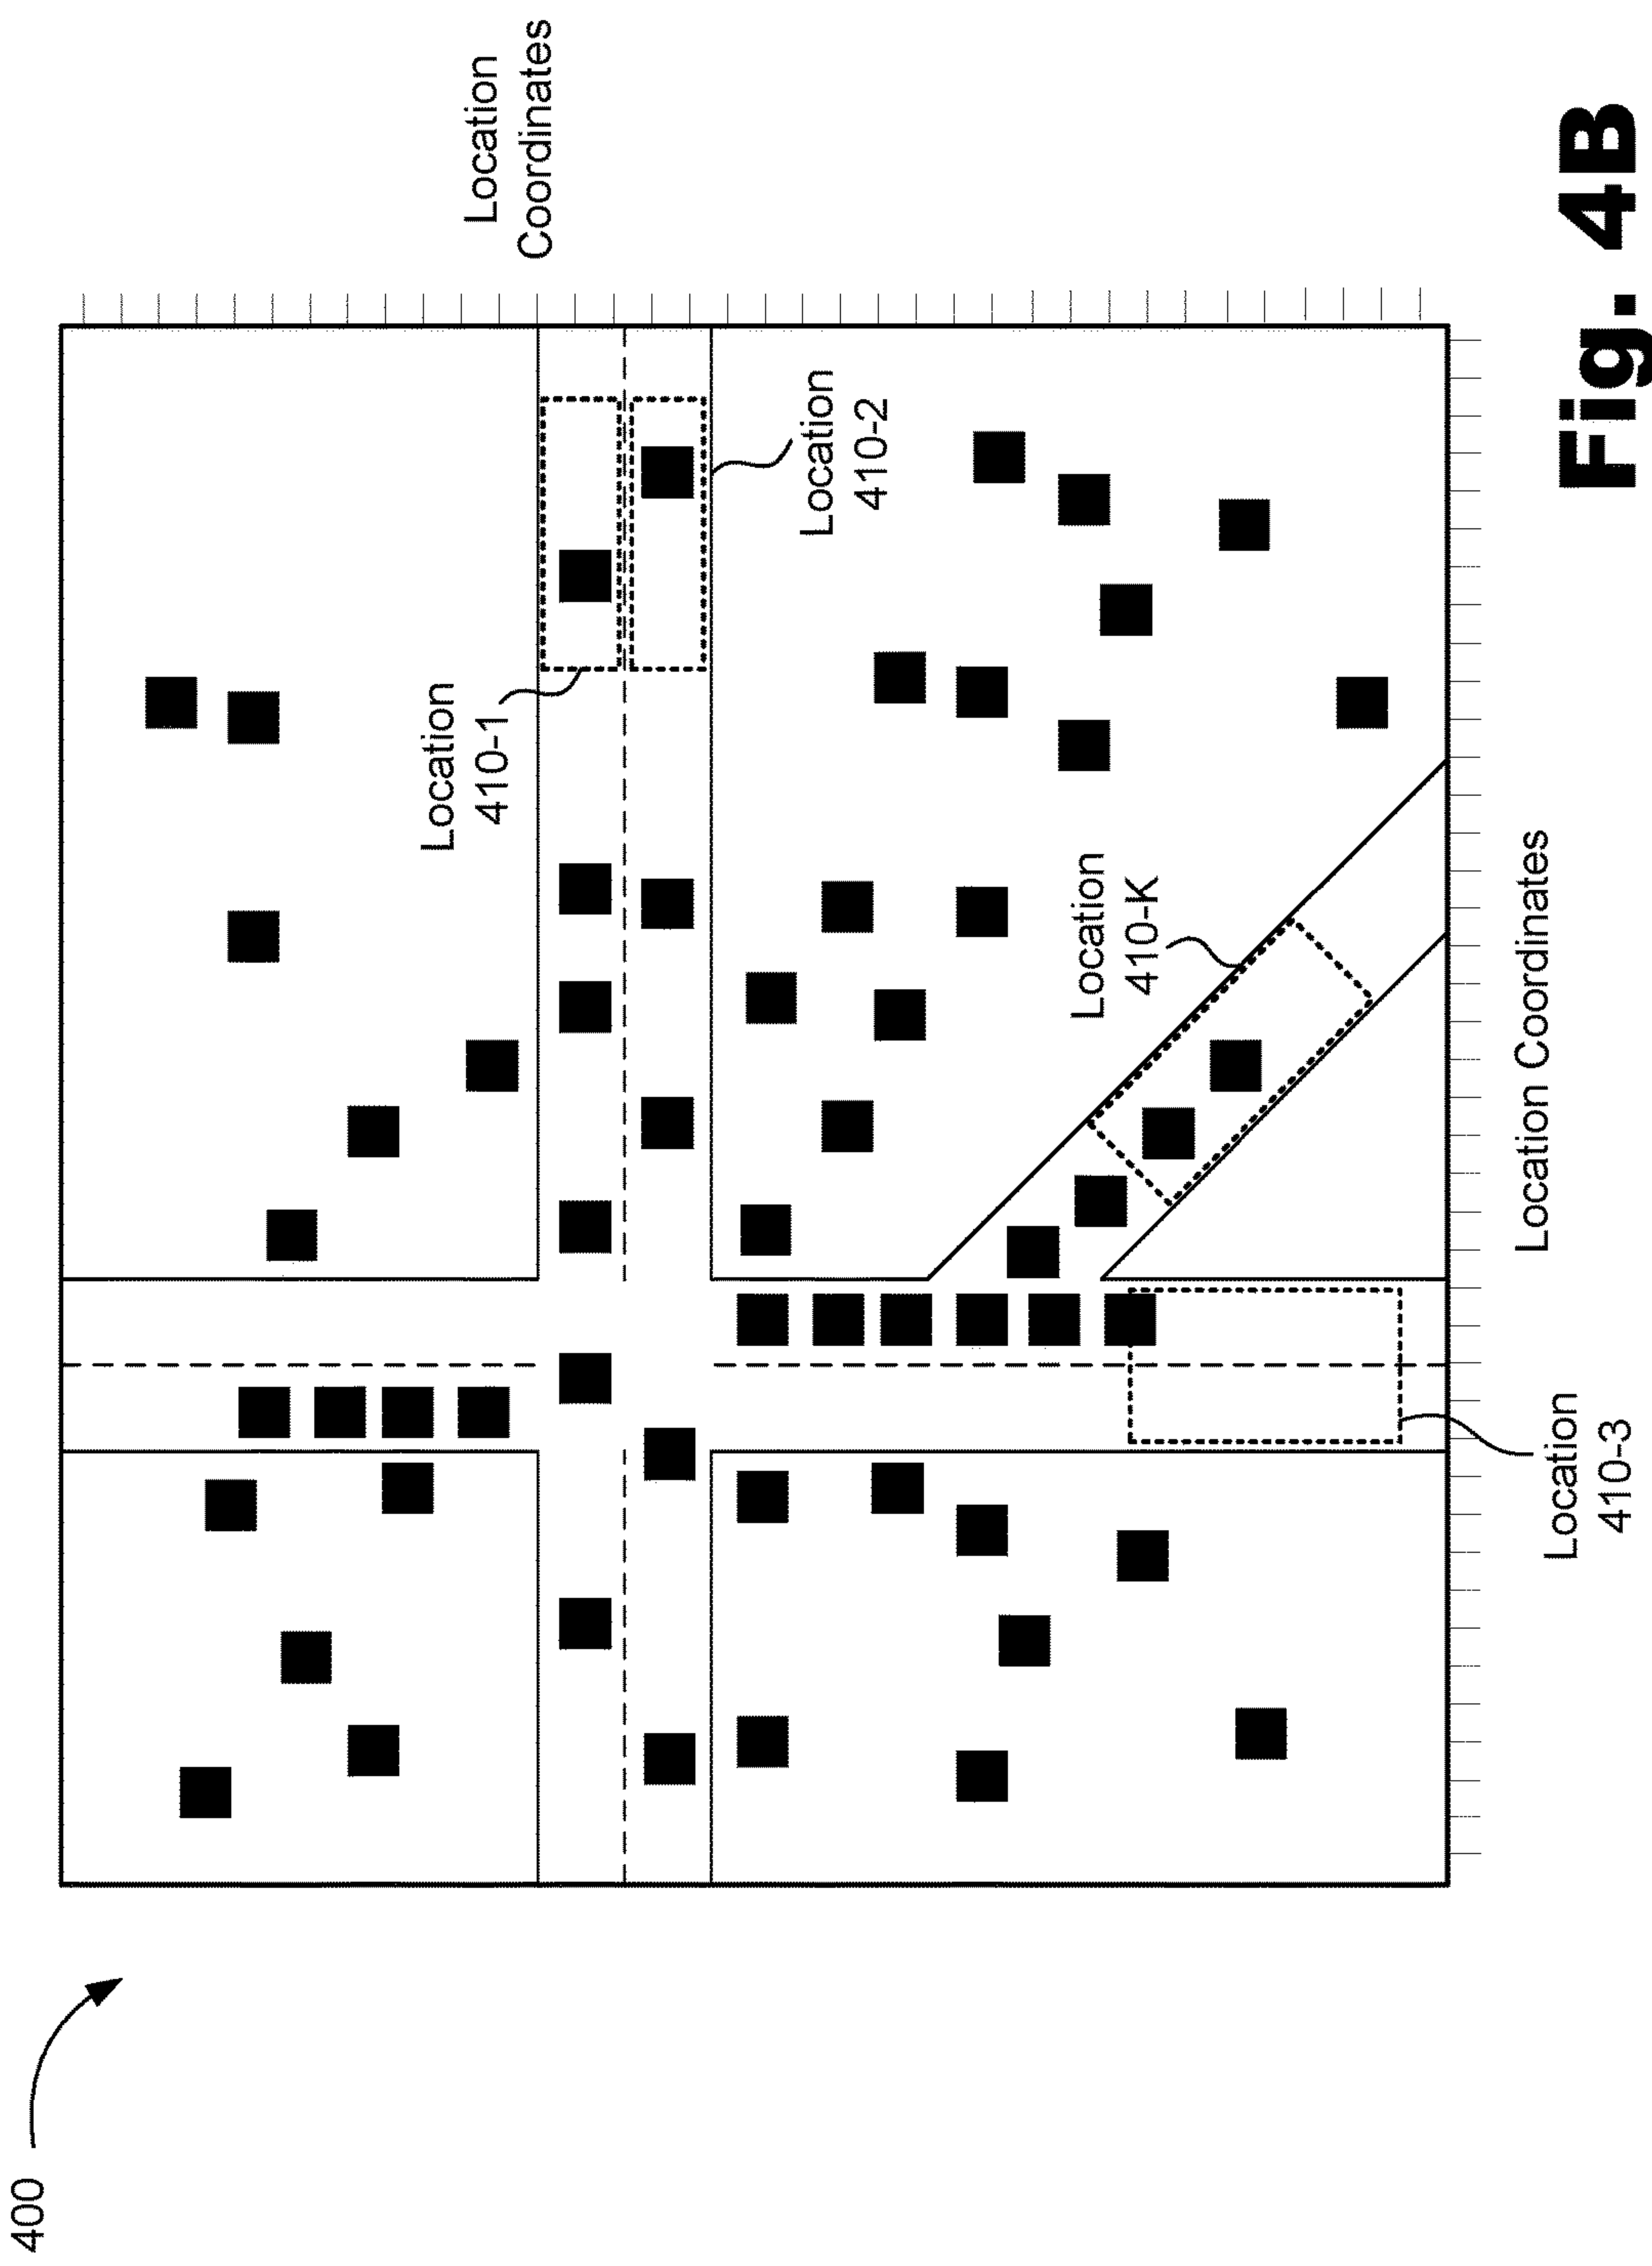 400
Location
Coordinates
Location
410-1
Location
410-2
Location
410-K
Location
410-3
Location Coordinates
Fig. 4B